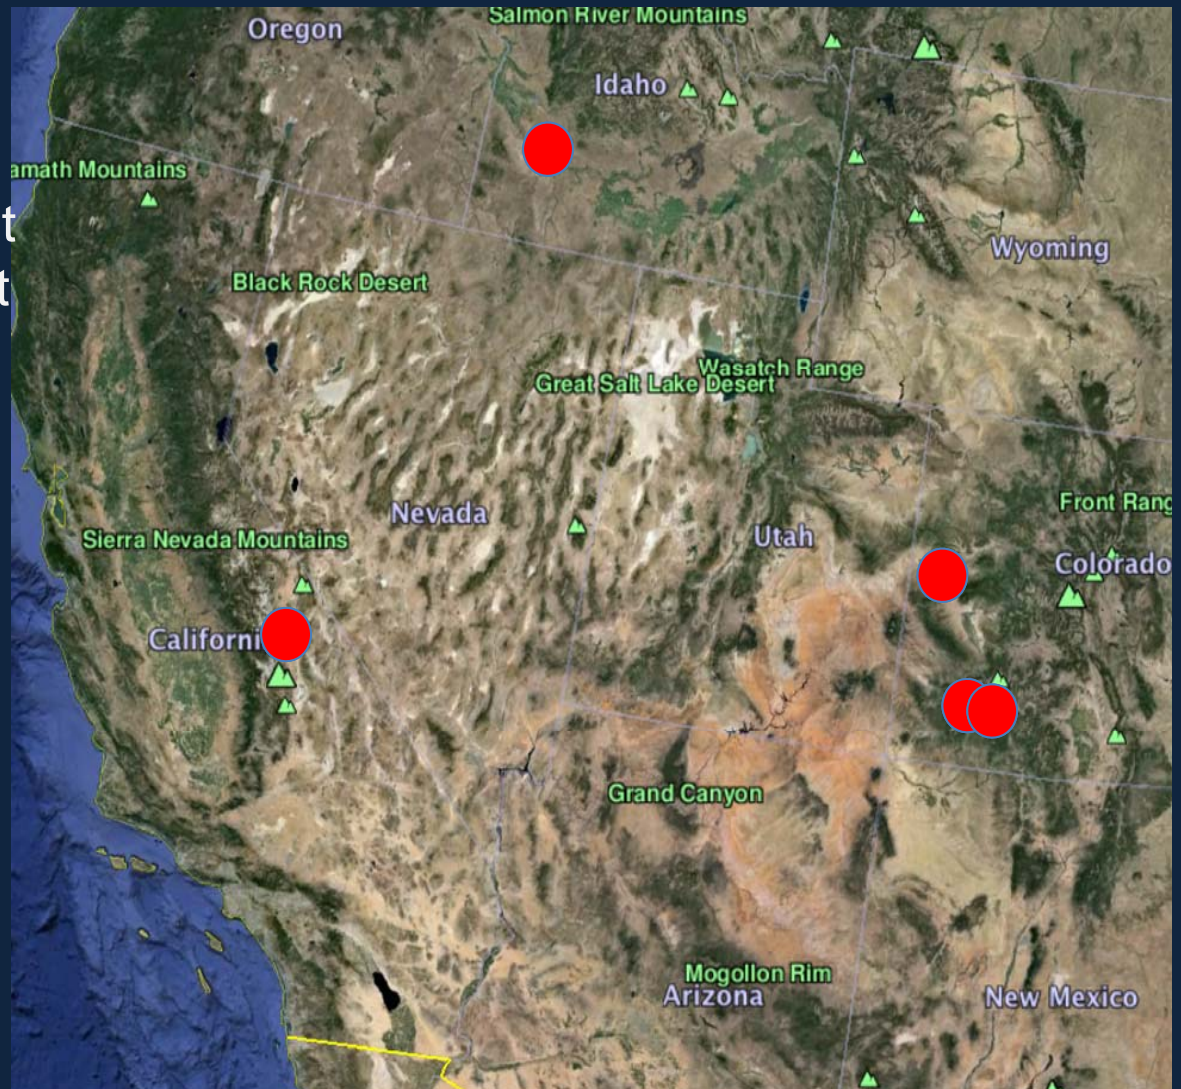 Salmon River Mountains
Oregon
Idaho
amath Mountains
t
Wyoming
Black Rock Desert
t
Wasatch Range
Great Salt Lake Desert
Front Rang
Nevada
Utah
Sierra Nevada Mountains
Colorado
Californi
Grand Canyon
Mogollon Rim
Arizona
New Mexico